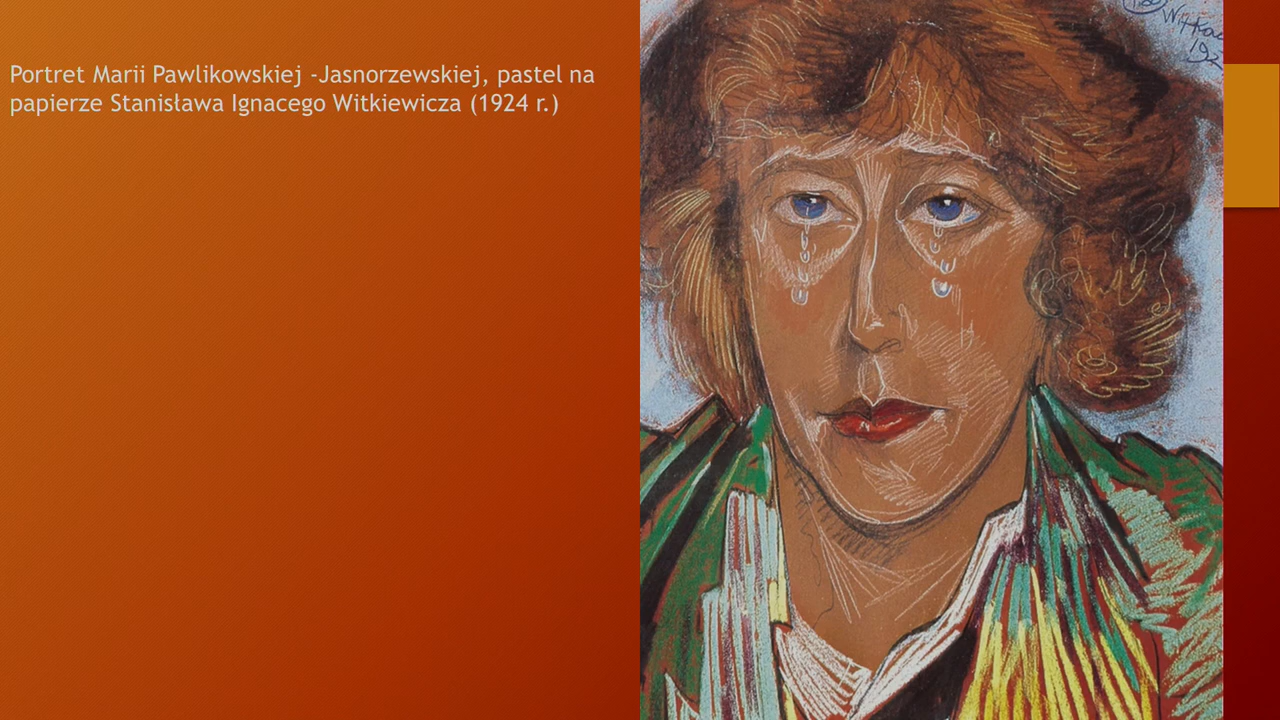 Portret Marii Pawlikowskiej -Jasnorzewskiej, pastel na
papierze Stanisława Ignacego Witkiewicza (1924 r.)